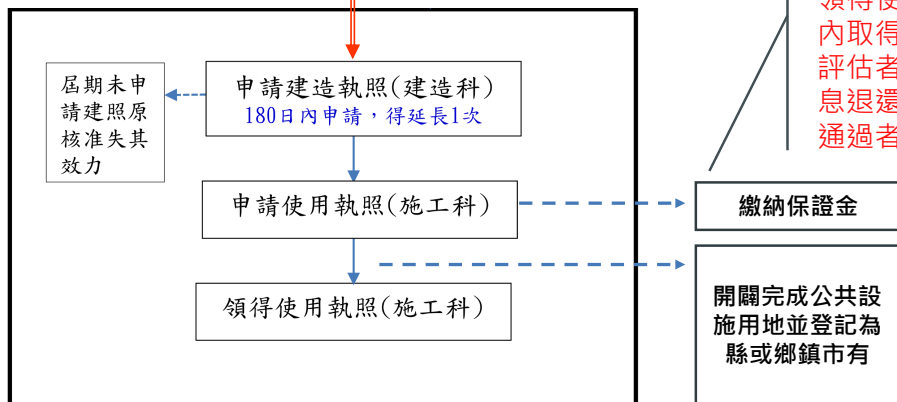 屆期未申
請建照原
核准失其
效力
申請建造執照(建造科)
180日內申請，得延長1次
申請使用執照(施工科)
領得使用執照(施工科)
內取得
評估者
息退還
通過者
繳納保證金
開闢完成公共設
施用地並登記為
縣或鄉鎮市有